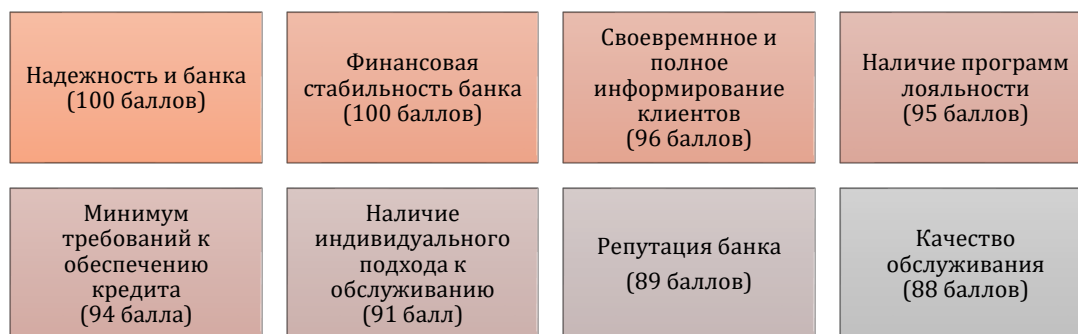 Надежность и банка
(100 баллов)
Финансовая
стабильность банка
(100 баллов)
Своевремнное и
полное
информирование
клиентов
(96 баллов)
Наличие программ
лояльности
(95 баллов)
Минимум
требований к
обеспечению
кредита
(94 балла)
Наличие
индивидуального
подхода к
обслуживанию
(91 балл)
Репутация банка
(89 баллов)
Качество
обслуживания
(88 баллов)